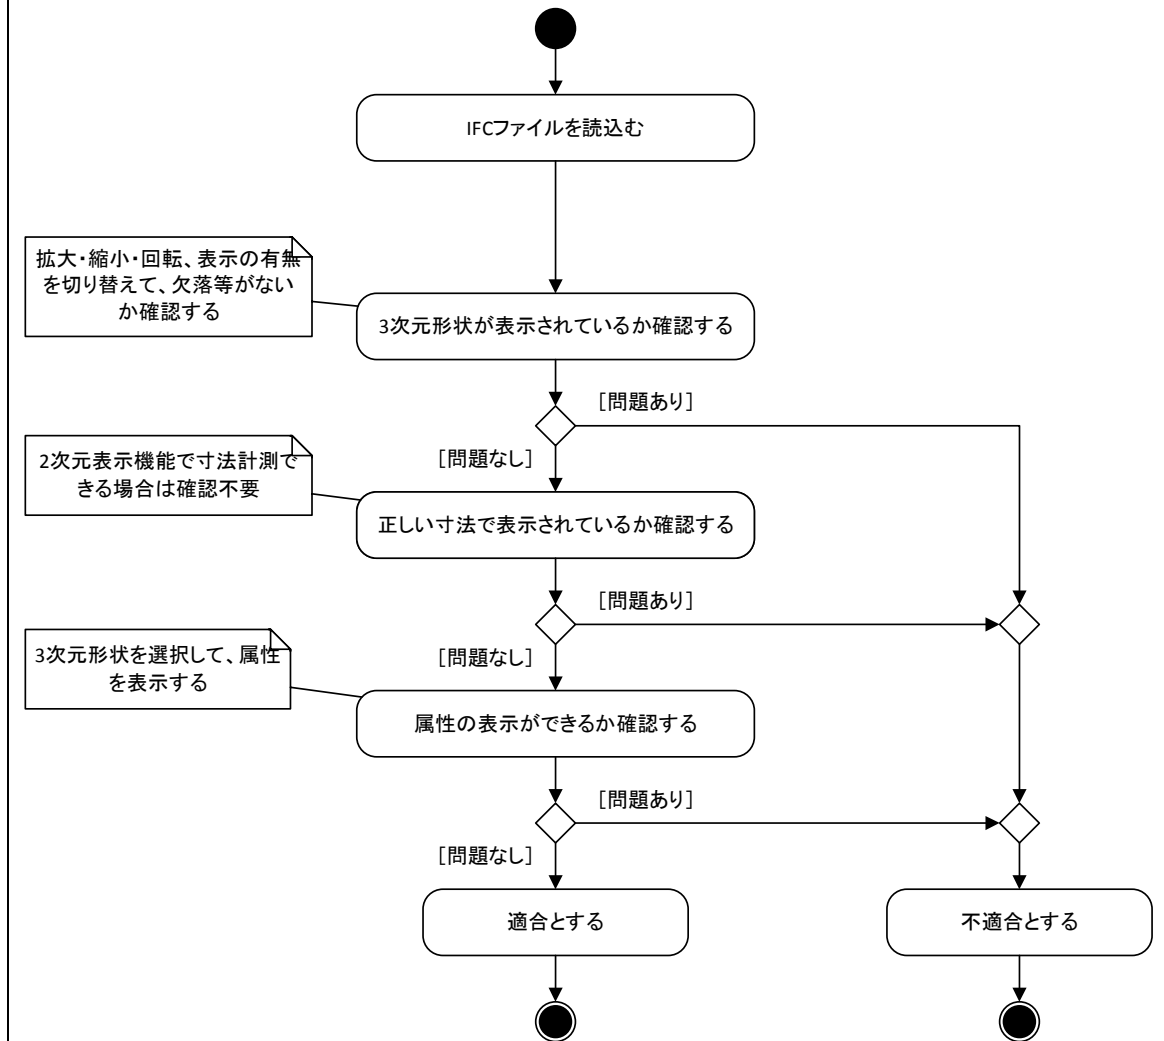 IFCファイルを読込む
拡大・縮小・回転、表示の有無
を切り替えて、欠落等がない
か確認する
3次元形状が表示されているか確認する
[問題あり]
[問題なし]
2次元表示機能で寸法計測で
きる場合は確認不要
正しい寸法で表示されているか確認する
[問題あり]
[問題なし]
3次元形状を選択して、属性
を表示する
属性の表示ができるか確認する
[問題あり]
[問題なし]
適合とする
不適合とする